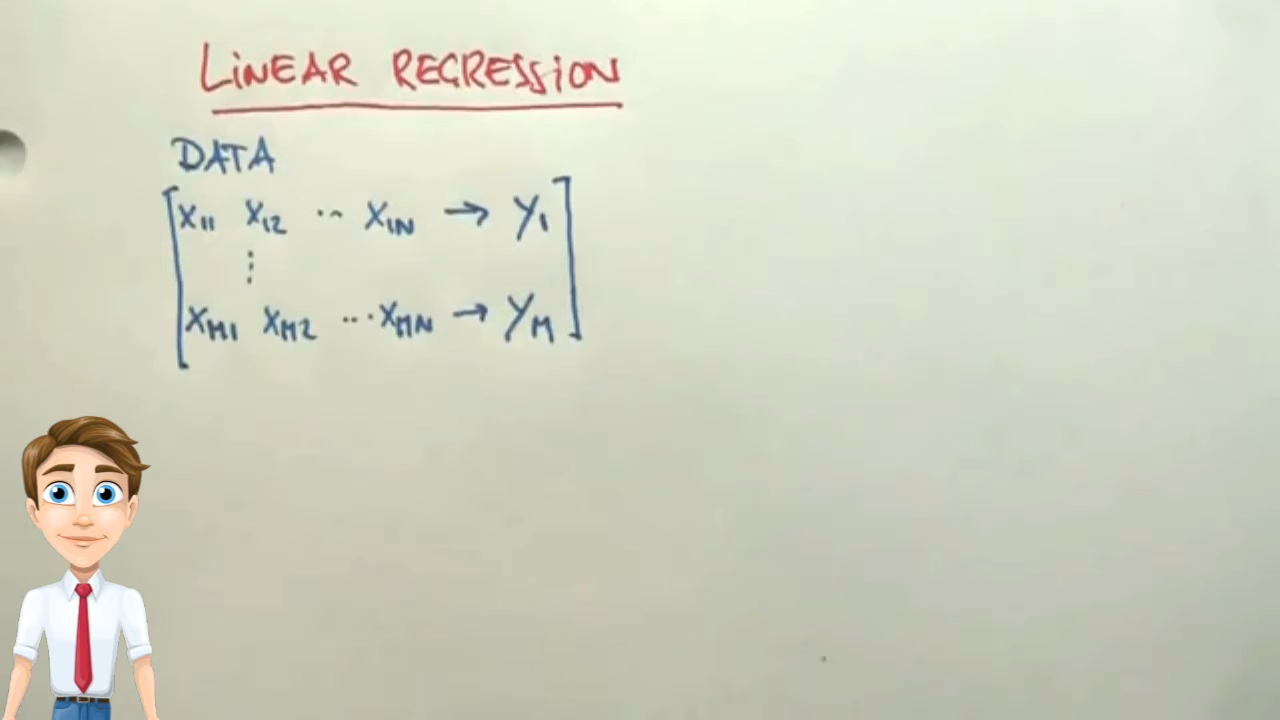 LINEAR REGRESSION
DATA
X11 X12 ·· X1N → Y1
⋮
XM1 XM2 ··· XMN → YM